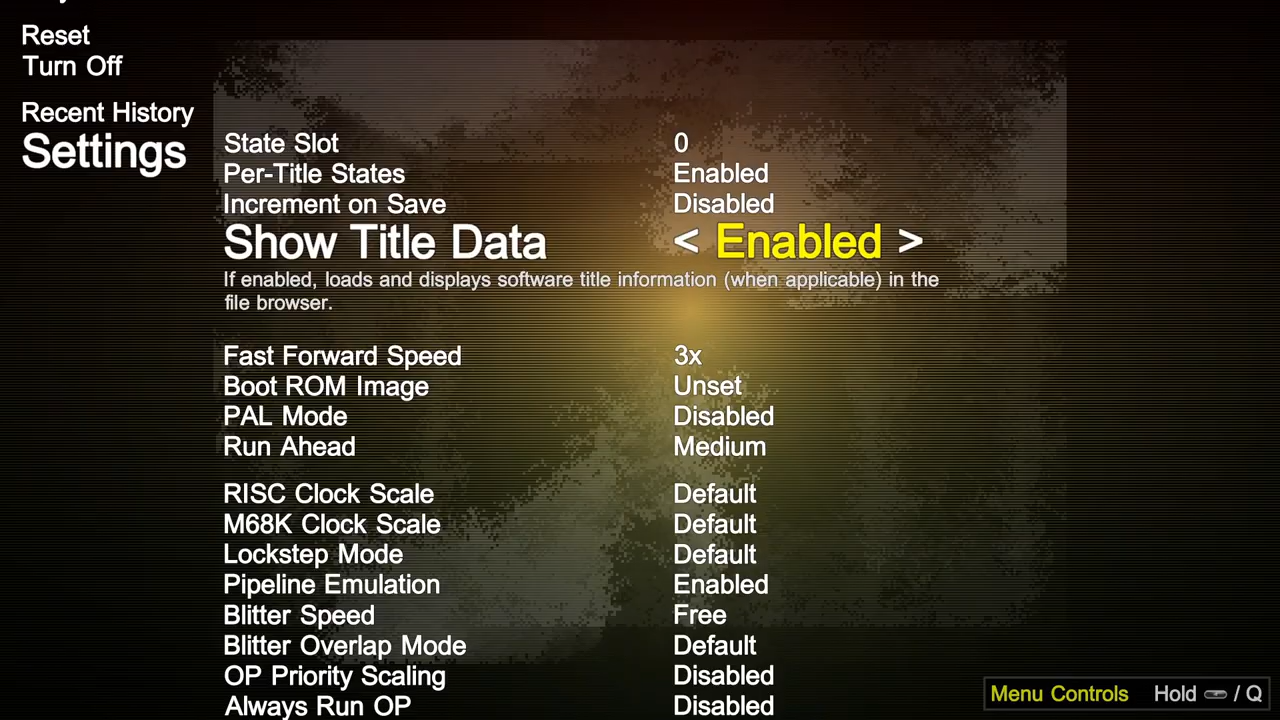 Reset
Turn Off
Recent History
Settings
State Slot 0
Per-Title States Enabled
Increment on Save Disabled
Show Title Data < Enabled >
If enabled, loads and displays software title information (when applicable) in the
file browser.
Fast Forward Speed 3x
Boot ROM Image Unset
PAL Mode Disabled
Run Ahead Medium
RISC Clock Scale Default
M68K Clock Scale Default
Lockstep Mode Default
Pipeline Emulation Enabled
Blitter Speed Free
Blitter Overlap Mode Default
OP Priority Scaling Disabled
Always Run OP Disabled
Menu Controls Hold / Q